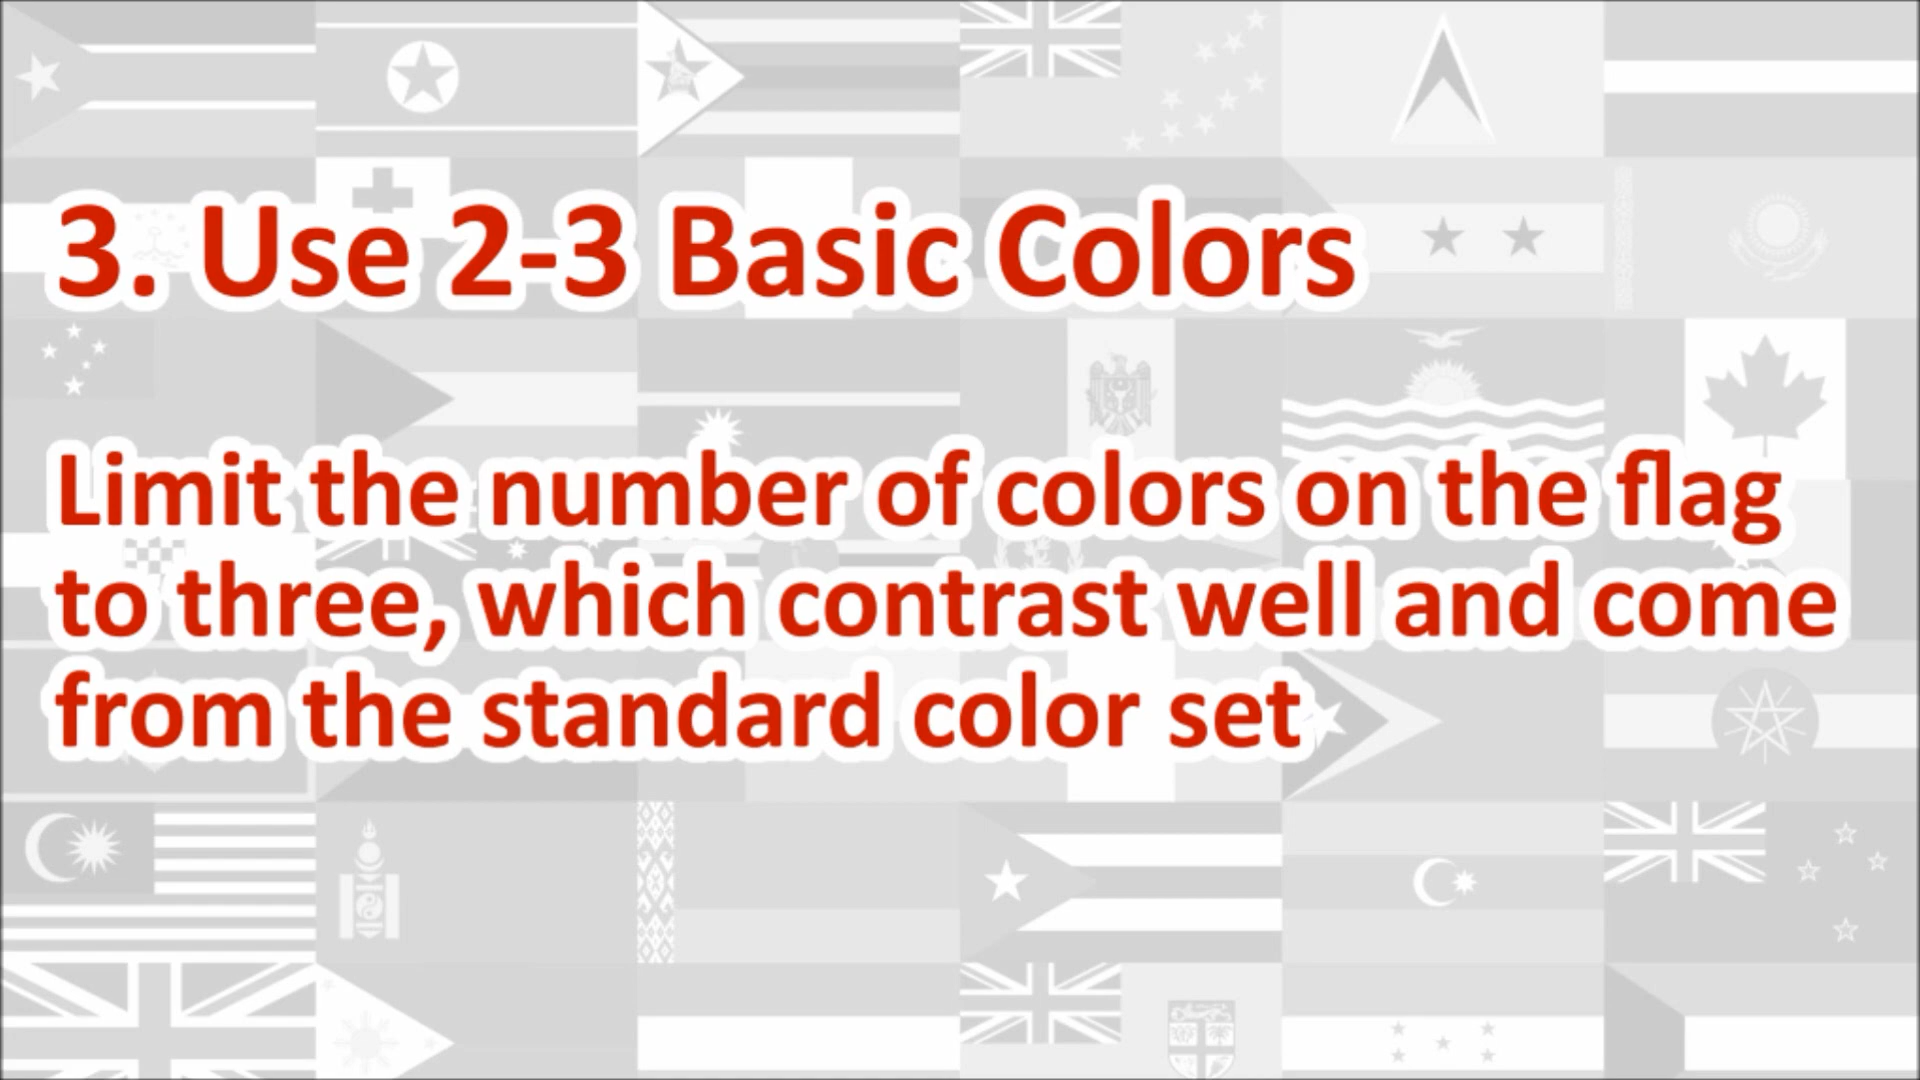 3. Use 2-3 Basic Colors
Limit the number of colors on the flag
to three, which contrast well and come
from the standard color set